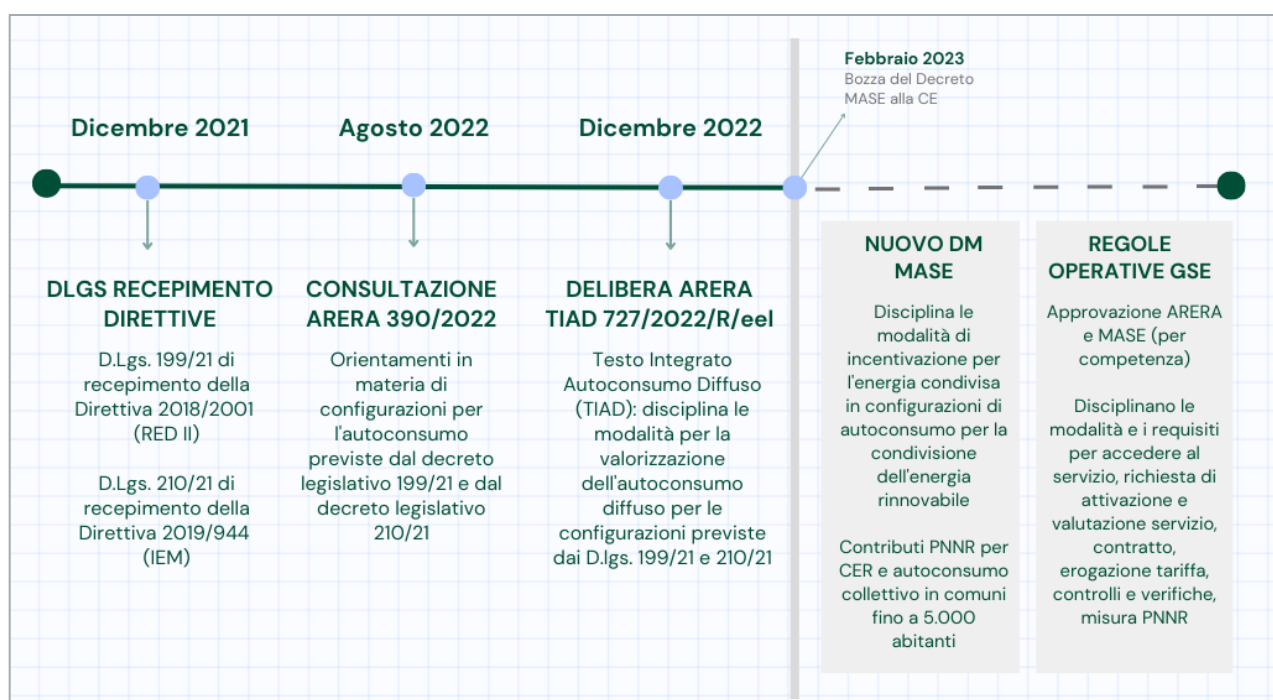 Febbraio 2023
Bozza del Decreto
MASE alla CE
Dicembre 2021
Agosto 2022
Dicembre 2022
DLGS RECEPIMENTO
DIRETTIVE
D.Lgs. 199/21 di
recepimento della
Direttiva 2018/2001
(RED II)
D.Lgs. 210/21 di
recepimento della
Direttiva 2019/944
(IEM)
CONSULTAZIONE
ARERA 390/2022
Orientamenti in
materia di
configurazioni per
l'autoconsumo
previste dal decreto
legislativo 199/21 e dal
decreto legislativo
210/21
DELIBERA ARERA
TIAD 727/2022/R/eel
Testo Integrato
Autoconsumo Diffuso
(TIAD): disciplina le
modalità per la
valorizzazione
dell'autoconsumo
diffuso per le
configurazioni previste
dai D.lgs. 199/21 e 210/21
NUOVO DM
MASE
Disciplina le
modalità di
incentivazione per
l'energia condivisa
in configurazioni di
autoconsumo per la
condivisione
dell'energia
rinnovabile
Contributi PNNR per
CER e autoconsumo
collettivo in comuni
fino a 5.000
abitanti
REGOLE
OPERATIVE GSE
Approvazione ARERA
e MASE (per
competenza)
Disciplinano le
modalità e i requisiti
per accedere al
servizio, richiesta di
attivazione e
valutazione servizio,
contratto,
erogazione tariffa,
controlli e verifiche,
misura PNNR